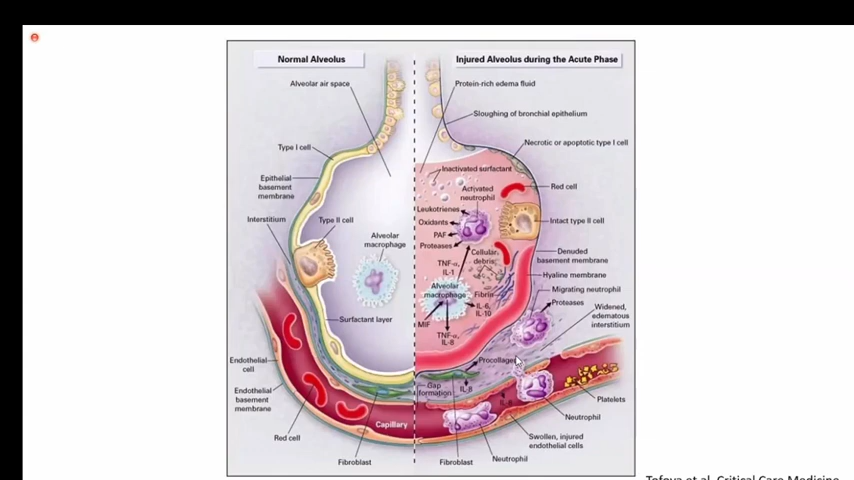 Normal Alveolus
Injured Alveolus during the Acute Phase
Alveolar air space
Protein-rich edema fluid
Sloughing of bronchial epithelium
Type I cell
Necrotic or apoptotic type I cell
Inactivated surfactant
Epithelial
basement
membrane
Activated
neutrophil
Red cell
Leukotrienes
Oxidants
PAF
Proteases
Intact type II cell
Interstitium
Type II cell
Alveolar
macrophage
Cellular
debris
Denuded
basement membrane
TNF-α,
IL-1
Hyaline membrane
Alveolar
macrophage
Fibrin
Migrating neutrophil
Proteases
IL-6,
IL-10
Widened,
edematous
interstitium
Surfactant layer
MIF
TNF-α,
IL-8
Endothelial
cell
Procollagen
Gap
formation
IL-8
Endothelial
basement
membrane
IL-8
Platelets
Neutrophil
Capillary
Red cell
Swollen, injured
endothelial cells
Fibroblast
Fibroblast
Neutrophil
et al. Critical Care Medicine